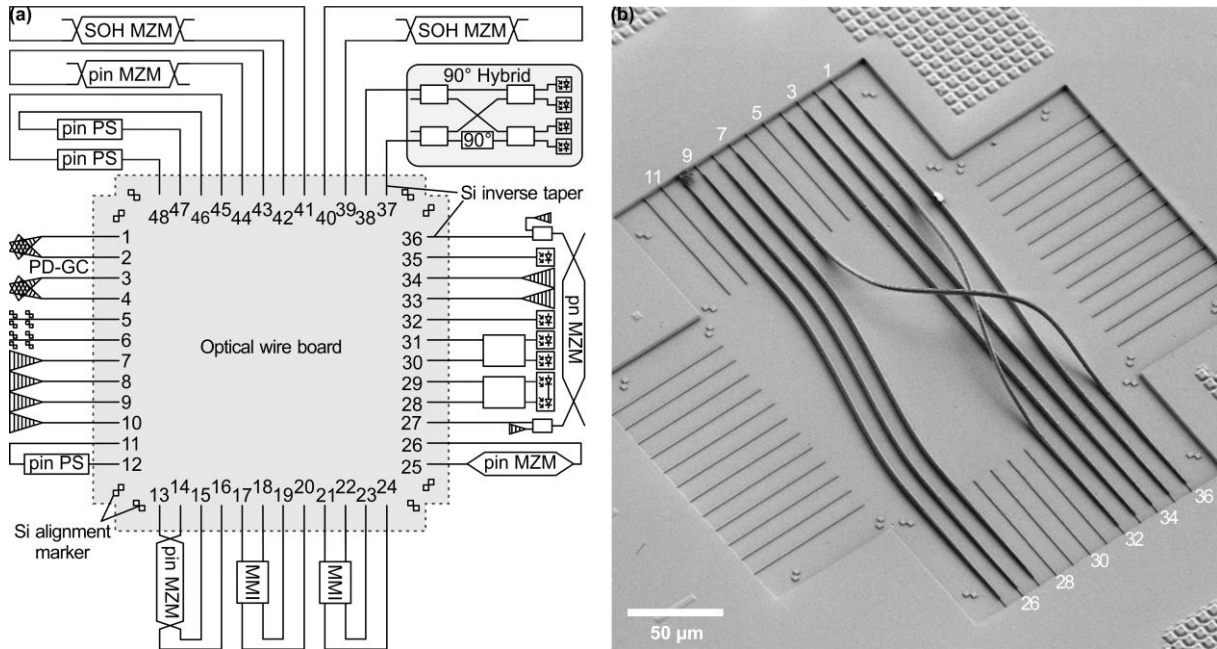 (a)
SOH MZM
SOH MZM
pin MZM
90° Hybrid
90°
pin PS
pin PS
Si inverse taper
48 47 46 45 44 43 42 41 40 39 38 37
1
2
PD-GC
3
4
5
6
7
8
9
10
11
12
pin PS
36
35
34
33
32
31
30
29
28
27
26
25
pn MZM
pin MZM
Optical wire board
13 14 15 16 17 18 19 20 21 22 23 24
Si alignment
marker
pin MZM
MMI
MMI
(b)
1
3
5
7
9
11
36
34
32
30
28
26
50 µm